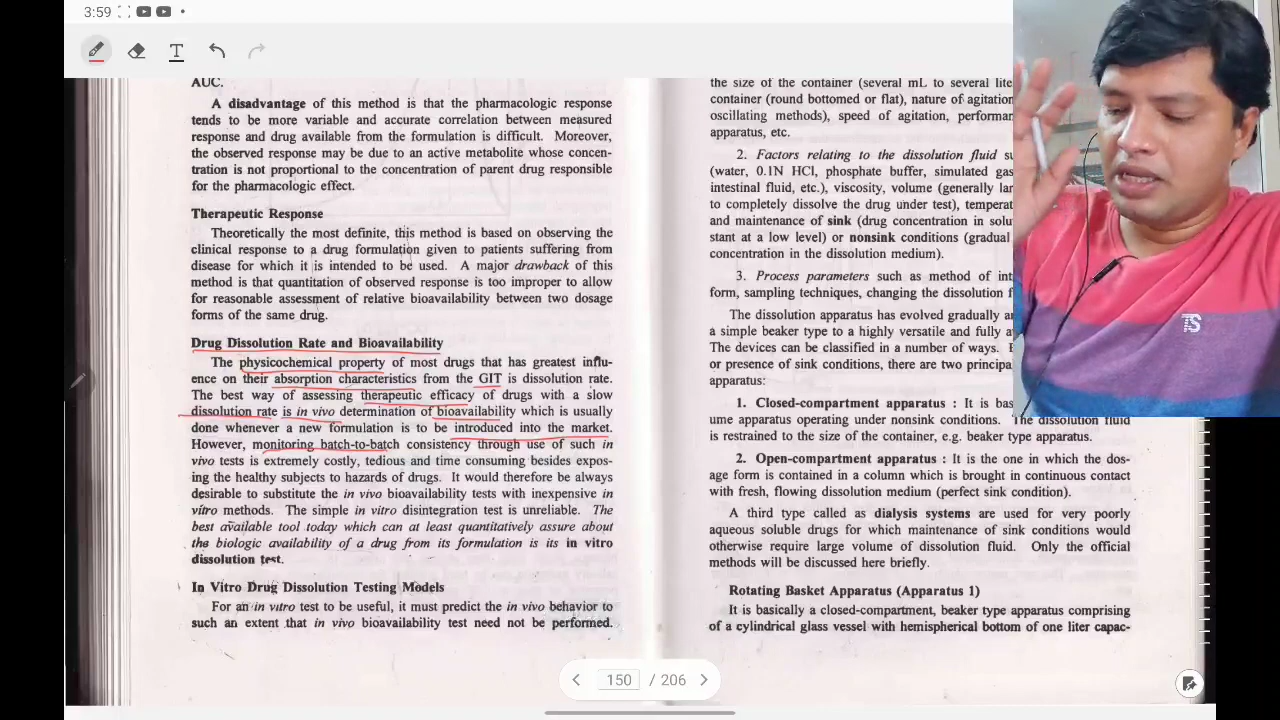 3:59
AUC.
A disadvantage of this method is that the pharmacologic response
tends to be more variable and accurate correlation between measured
response and drug available from the formulation is difficult. Moreover,
the observed response may be due to an active metabolite whose concen-
tration is not proportional to the concentration of parent drug responsible
for the pharmacologic effect.
Therapeutic Response
Theoretically the most definite, this method is based on observing the
clinical response to a drug formulation given to patients suffering from
disease for which it is intended to be used. A major drawback of this
method is that quantitation of observed response is too improper to allow
for reasonable assessment of relative bioavailability between two dosage
forms of the same drug.
Drug Dissolution Rate and Bioavailability
The physicochemical property of most drugs that has greatest influ-
ence on their absorption characteristics from the GIT is dissolution rate.
The best way of assessing therapeutic efficacy of drugs with a slow
dissolution rate is in vivo determination of bioavailability which is usually
done whenever a new formulation is to be introduced into the market.
However, monitoring batch-to-batch consistency through use of such in
vivo tests is extremely costly, tedious and time consuming besides expos-
ing the healthy subjects to hazards of drugs. It would therefore be always
desirable to substitute the in vivo bioavailability tests with inexpensive in
vitro methods. The simple in vitro disintegration test is unreliable. The
best available tool today which can at least quantitatively assure about
the biologic availability of a drug from its formulation is its in vitro
dissolution test.
In Vitro Drug Dissolution Testing Models
For an in vitro test to be useful, it must predict the in vivo behavior to
such an extent that in vivo bioavailability test need not be performed.
the size of the container (several mL to several
container (round bottomed or flat), nature of agitation
oscillating methods), speed of agitation,
apparatus, etc.
2. Factors relating to the dissolution fluid
(water, 0.1N HCl, phosphate buffer, simulated
intestinal fluid, etc.), viscosity, volume (generally
to completely dissolve the drug under test),
and maintenance of sink (drug concentration in
stant at a low level) or nonsink conditions (gradual
concentration in the dissolution medium).
3. Process parameters such as method of
form, sampling techniques, changing the dissolution
The dissolution apparatus has evolved gradually
a simple beaker type to a highly versatile and fully
The devices can be classified in a number of ways.
or presence of sink conditions, there are two
apparatus:
1. Closed-compartment apparatus : It is
ume apparatus operating under nonsink conditions. The dissolution fluid
is restrained to the size of the container, e.g. beaker type apparatus.
2. Open-compartment apparatus : It is the one in which the dos-
age form is contained in a column which is brought in continuous contact
with fresh, flowing dissolution medium (perfect sink condition).
A third type called as dialysis systems are used for very poorly
aqueous soluble drugs for which maintenance of sink conditions would
otherwise require large volume of dissolution fluid. Only the official
methods will be discussed here briefly.
Rotating Basket Apparatus (Apparatus 1)
It is basically a closed-compartment, beaker type apparatus comprising
of a cylindrical glass vessel with hemispherical bottom of one liter capac-
150 / 206